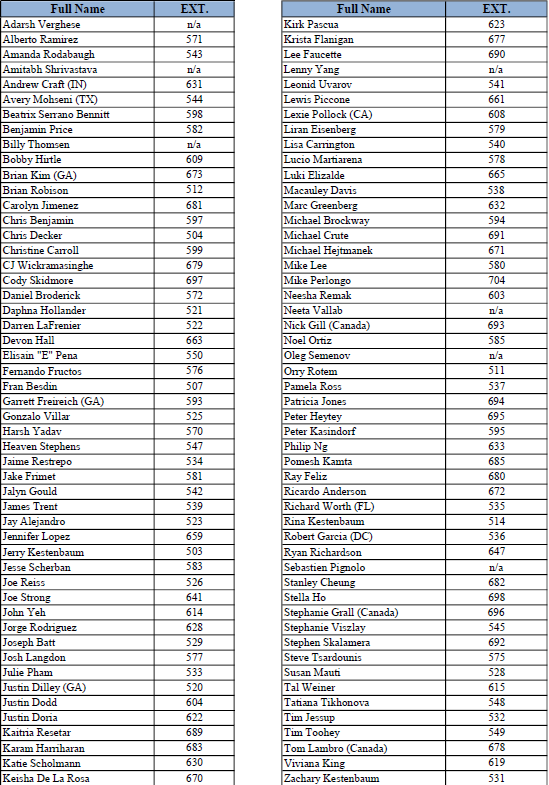 Full Name EXT.
Adarsh Verghese n/a
Alberto Ramirez 571
Amanda Rodabaugh 543
Amitabh Shrivastava n/a
Andrew Craft (IN) 631
Avery Mohseni (TX) 544
Beatrix Serrano Bennitt 598
Benjamin Price 582
Billy Thomsen n/a
Bobby Hirtle 609
Brian Kim (GA) 673
Brian Robison 512
Carolyn Jimenez 681
Chris Benjamin 597
Chris Decker 504
Christine Carroll 599
CJ Wickramasinghe 679
Cody Skidmore 697
Daniel Broderick 572
Daphna Hollander 521
Darren LaFrenier 522
Devon Hall 663
Elisain "E" Pena 550
Fernando Fructos 576
Fran Besdin 507
Garrett Freireich (GA) 593
Gonzalo Villar 525
Harsh Yadav 570
Heaven Stephens 547
Jaime Restrepo 534
Jake Frimet 581
Jalyn Gould 542
James Trent 539
Jay Alejandro 523
Jennifer Lopez 659
Jerry Kestenbaum 503
Jesse Scherban 583
Joe Reiss 526
Joe Strong 641
John Yeh 614
Jorge Rodriguez 628
Joseph Batt 529
Josh Langdon 577
Julie Pham 533
Justin Dilley (GA) 520
Justin Dodd 604
Justin Doria 622
Kaitria Resetar 689
Karam Harriharan 683
Katie Scholmann 630
Keisha De La Rosa 670
Full Name EXT.
Kirk Pascua 623
Krista Flanigan 677
Lee Faucette 690
Lenny Yang n/a
Leonid Uvarov 541
Lewis Piccone 661
Lexie Pollock (CA) 608
Liran Eisenberg 579
Lisa Carrington 540
Lucio Martiarena 578
Luki Elizalde 665
Macauley Davis 538
Marc Greenberg 632
Michael Brockway 594
Michael Crute 691
Michael Hejtmanek 671
Mike Lee 580
Mike Perlongo 704
Neesha Remak 603
Neeta Vallab n/a
Nick Gill (Canada) 693
Noel Ortiz 585
Oleg Semenov n/a
Orry Rotem 511
Pamela Ross 537
Patricia Jones 694
Peter Heytey 695
Peter Kasindorf 595
Philip Ng 633
Pomesh Kamta 685
Ray Feliz 680
Ricardo Anderson 672
Richard Worth (FL) 535
Rina Kestenbaum 514
Robert Garcia (DC) 536
Ryan Richardson 647
Sebastien Pignolo n/a
Stanley Cheung 682
Stella Ho 698
Stephanie Grall (Canada) 696
Stephanie Viszlay 545
Stephen Skalamera 692
Steve Tsardounis 575
Susan Mauti 528
Tal Weiner 615
Tatiana Tikhonova 548
Tim Jessup 532
Tim Toohey 549
Tom Lambro (Canada) 678
Viviana King 619
Zachary Kestenbaum 531